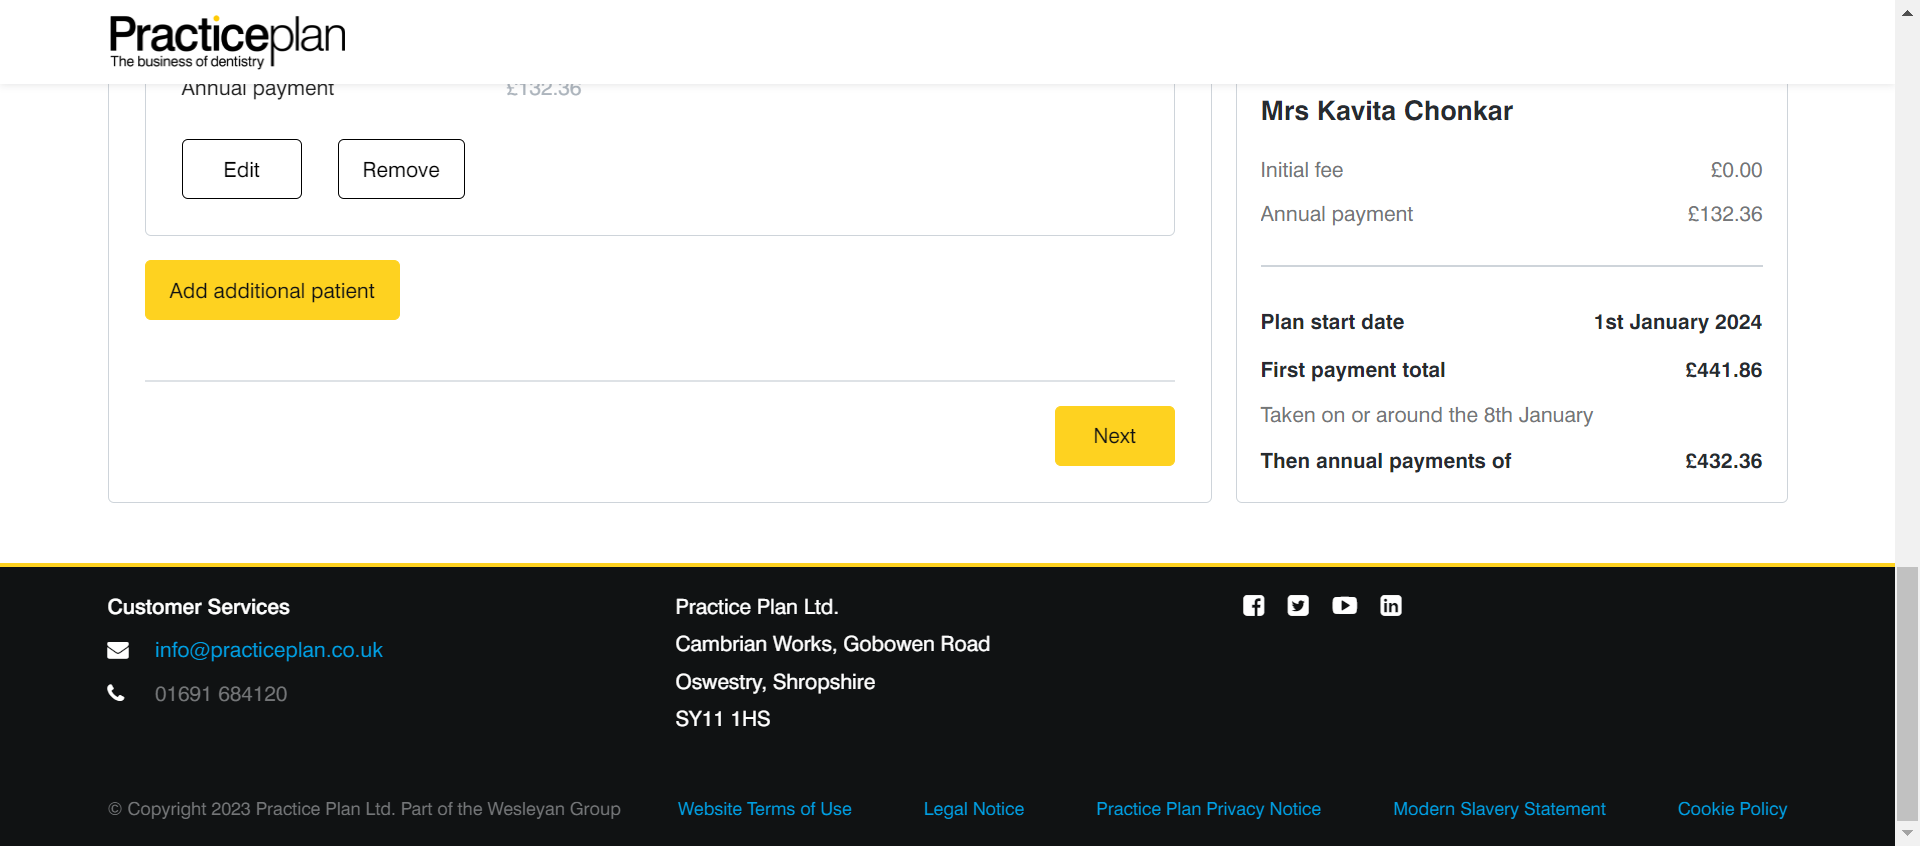 Practiceplan
The business of dentistry
Annual payment £132.36
Edit Remove
Add additional patient
Next
Mrs Kavita Chonkar
Initial fee £0.00
Annual payment £132.36
Plan start date 1st January 2024
First payment total £441.86
Taken on or around the 8th January
Then annual payments of £432.36
Customer Services
info@practiceplan.co.uk
01691 684120
Practice Plan Ltd.
Cambrian Works, Gobowen Road
Oswestry, Shropshire
SY11 1HS
© Copyright 2023 Practice Plan Ltd. Part of the Wesleyan Group
Website Terms of Use
Legal Notice
Practice Plan Privacy Notice
Modern Slavery Statement
Cookie Policy